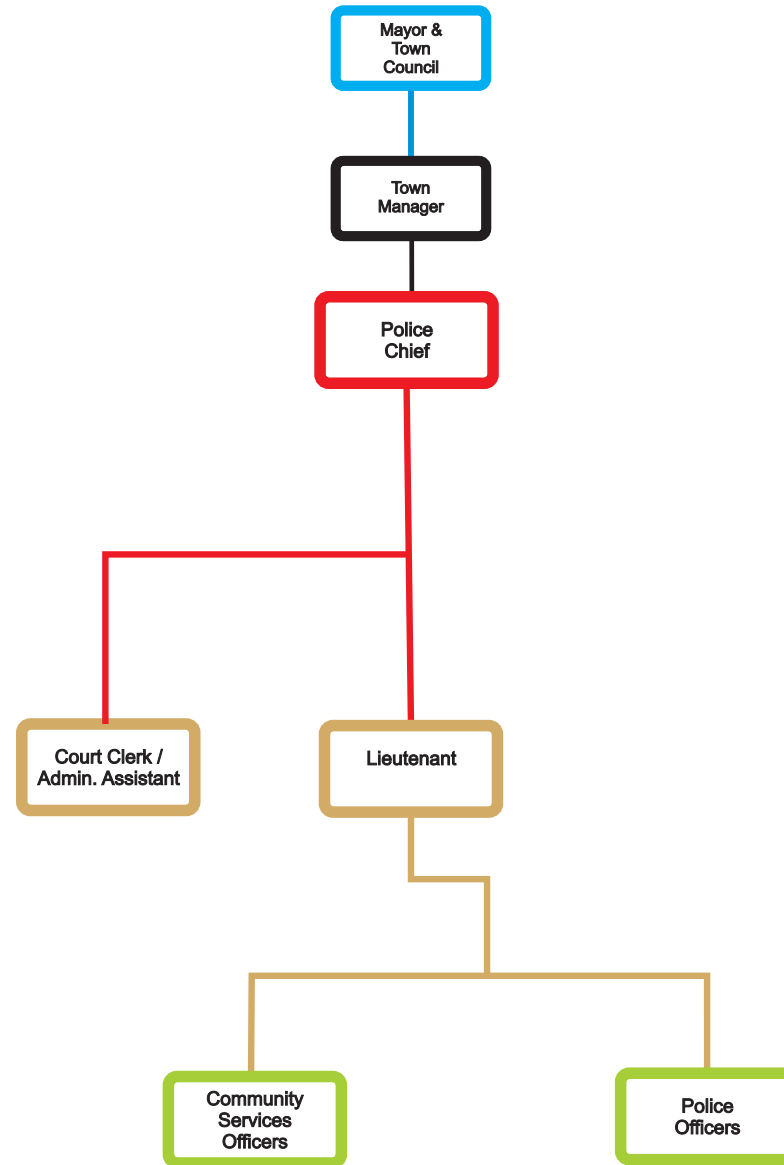 Mayor &
Town
Council
Town
Manager
Police
Chief
Court Clerk /
Admin. Assistant
Lieutenant
Community
Services
Officers
Police
Officers